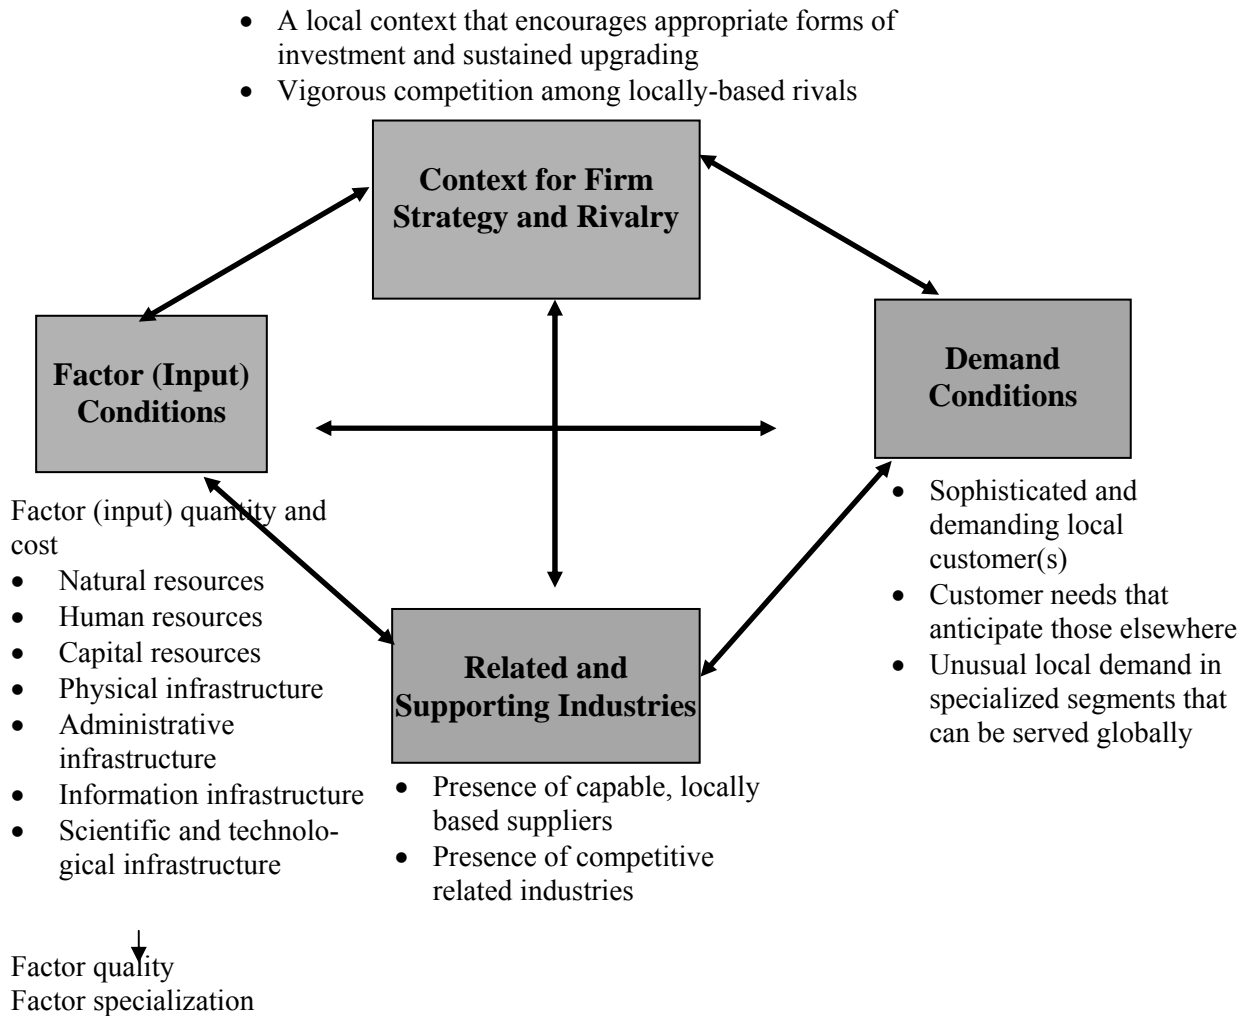 • A local context that encourages appropriate forms of
investment and sustained upgrading
• Vigorous competition among locally-based rivals
Context for Firm
Strategy and Rivalry
Factor (Input)
Conditions
Demand
Conditions
Factor (input) quantity and
cost
• Natural resources
• Human resources
• Capital resources
• Physical infrastructure
• Administrative
infrastructure
• Information infrastructure
• Scientific and technolo-
gical infrastructure
Factor quality
Factor specialization
Related and
Supporting Industries
• Presence of capable, locally
based suppliers
• Presence of competitive
related industries
• Sophisticated and
demanding local
customer(s)
• Customer needs that
anticipate those elsewhere
• Unusual local demand in
specialized segments that
can be served globally